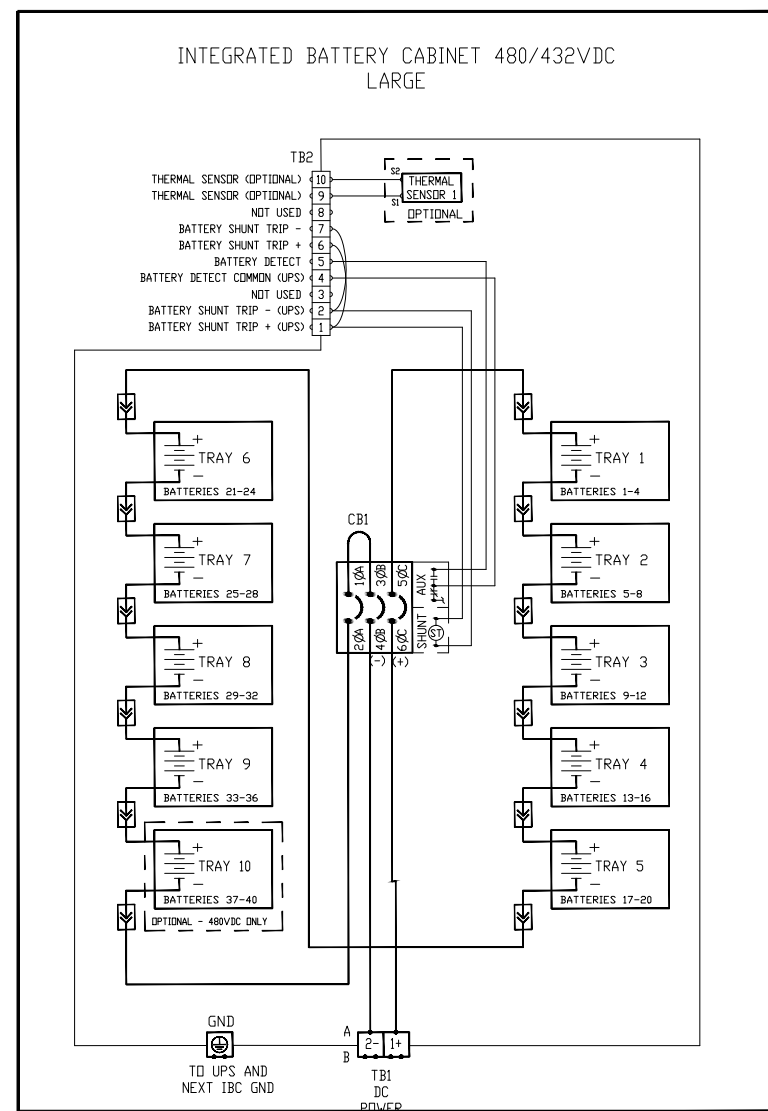 INTEGRATED BATTERY CABINET 480/432VDC
LARGE
TB2
THERMAL SENSOR (OPTIONAL) 10
THERMAL SENSOR (OPTIONAL) 9
NOT USED 8
BATTERY SHUNT TRIP - 7
BATTERY SHUNT TRIP + 6
BATTERY DETECT 5
BATTERY DETECT COMMON (UPS) 4
NOT USED 3
BATTERY SHUNT TRIP - (UPS) 2
BATTERY SHUNT TRIP + (UPS) 1
S2
THERMAL
SENSOR 1
S1
OPTIONAL
+
TRAY 6
-
BATTERIES 21-24
+
TRAY 7
-
BATTERIES 25-28
+
TRAY 8
-
BATTERIES 29-32
+
TRAY 9
-
BATTERIES 33-36
+
TRAY 10
-
BATTERIES 37-40
OPTIONAL - 480VDC ONLY
CB1
1ØA 3ØB 5ØC
AUX
2ØA 4ØB 6ØC
SHUNT
ST
(-) (+)
+
TRAY 1
-
BATTERIES 1-4
+
TRAY 2
-
BATTERIES 5-8
+
TRAY 3
-
BATTERIES 9-12
+
TRAY 4
-
BATTERIES 13-16
+
TRAY 5
-
BATTERIES 17-20
GND
TO UPS AND
NEXT IBC GND
A
B
2- 1+
TB1
DC
POWER